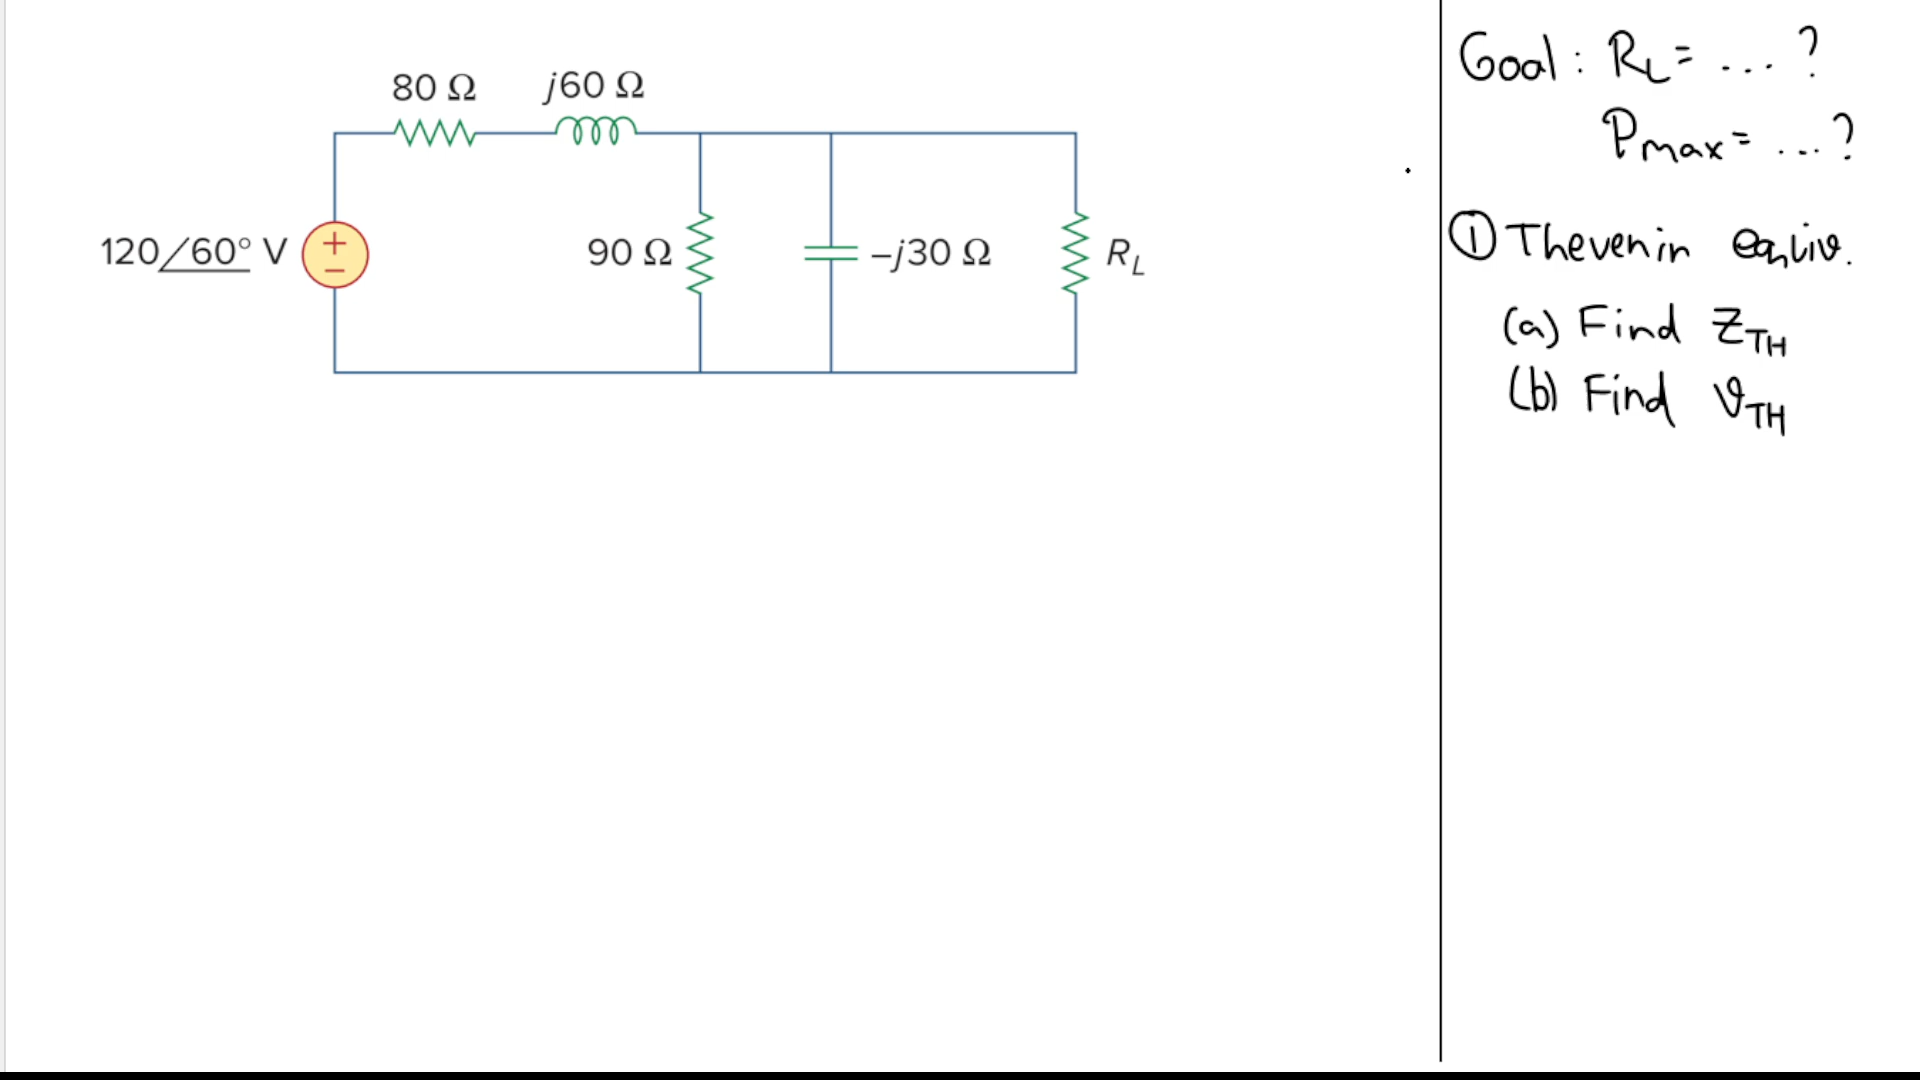 80 Ω
j60 Ω
120/60° V
+
−
90 Ω
−j30 Ω
R_L
Goal : R_L = ... ?
P_max = ... ?
① Thevenin equiv.
(a) Find Z_TH
(b) Find V_TH